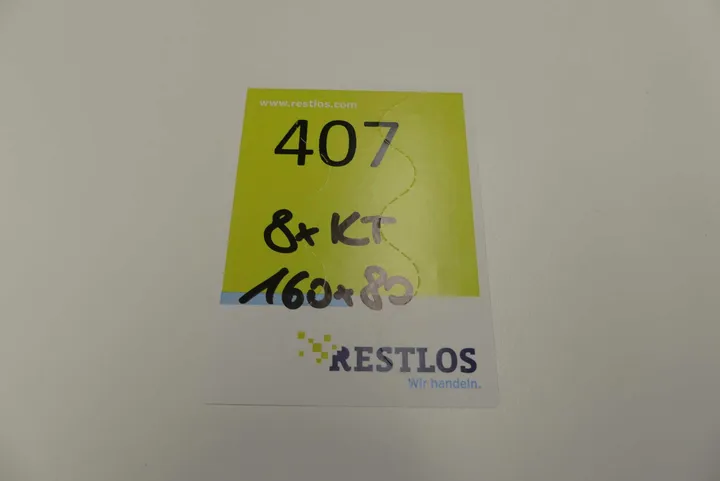 www.restlos.com
407
8x KT
160x80
RESTLOS
Wir handeln.